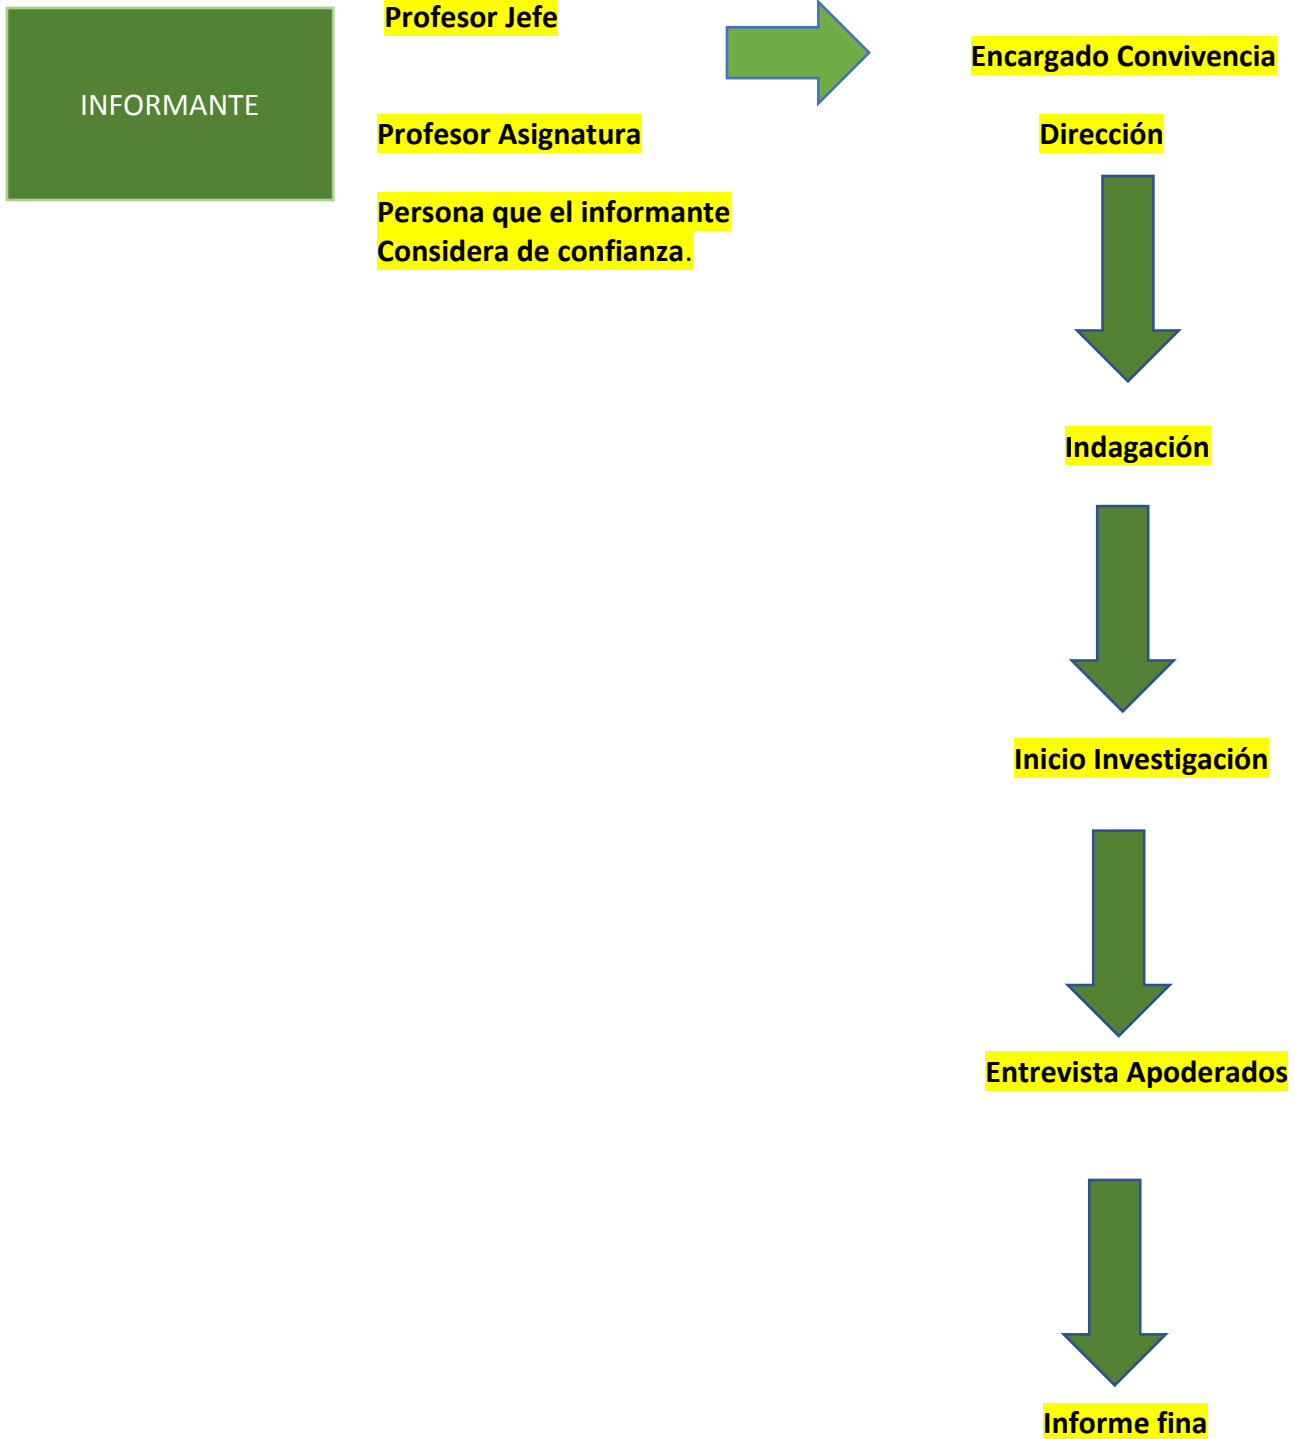 INFORMANTE
Profesor Jefe
Profesor Asignatura
Persona que el informante
Considera de confianza.
Encargado Convivencia
Dirección
Indagación
Inicio Investigación
Entrevista Apoderados
Informe fina